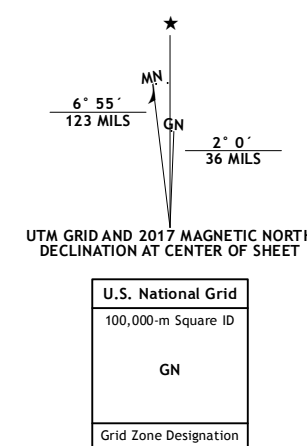 ★
MN
6° 55´
123 MILS
GN
2° 0´
36 MILS
UTM GRID AND 2017 MAGNETIC NORTH
DECLINATION AT CENTER OF SHEET
U.S. National Grid
100,000-m Square ID
GN
Grid Zone Designation